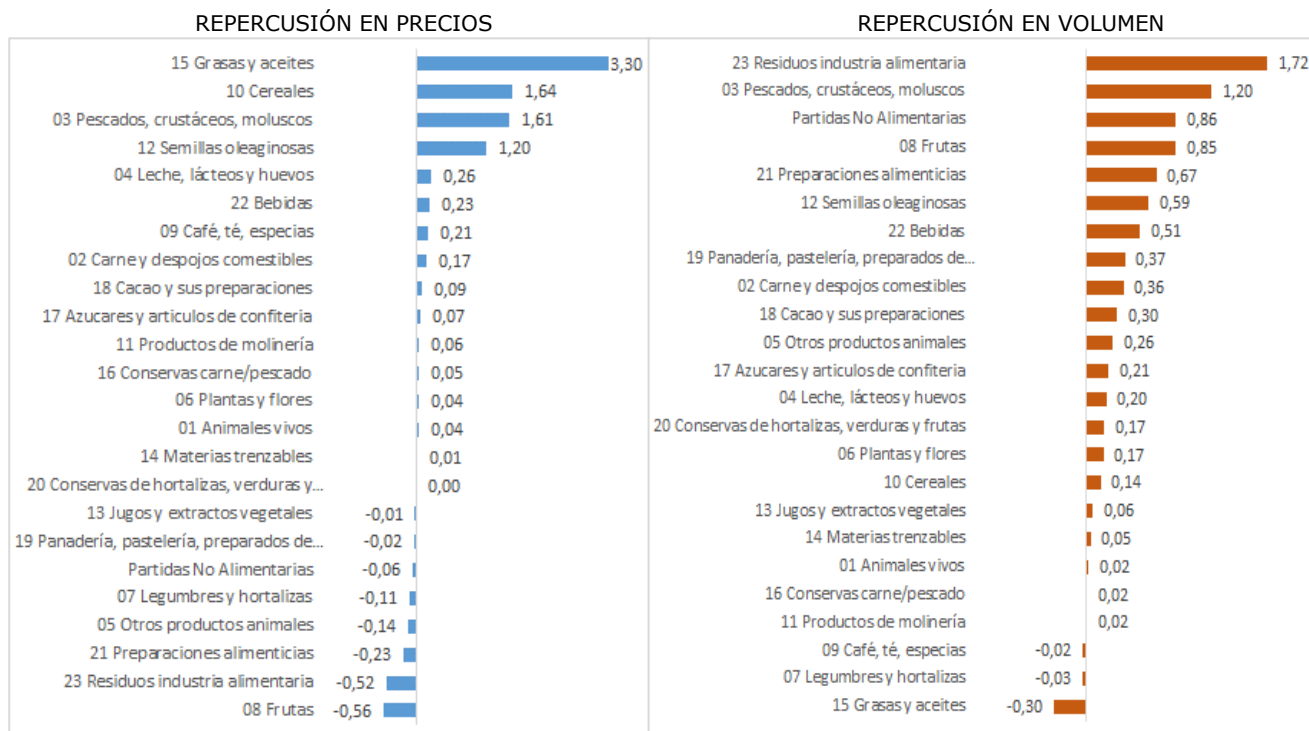 REPERCUSIÓN EN PRECIOS
15 Grasas y aceites 3,30
10 Cereales 1,64
03 Pescados, crustáceos, moluscos 1,61
12 Semillas oleaginosas 1,20
04 Leche, lácteos y huevos 0,26
22 Bebidas 0,23
09 Café, té, especias 0,21
02 Carne y despojos comestibles 0,17
18 Cacao y sus preparaciones 0,09
17 Azucares y articulos de confiteria 0,07
11 Productos de molinería 0,06
16 Conservas carne/pescado 0,05
06 Plantas y flores 0,04
01 Animales vivos 0,04
14 Materias trenzables 0,01
20 Conservas de hortalizas, verduras y... 0,00
13 Jugos y extractos vegetales -0,01
19 Panadería, pastelería, preparados de... -0,02
Partidas No Alimentarias -0,06
07 Legumbres y hortalizas -0,11
05 Otros productos animales -0,14
21 Preparaciones alimenticias -0,23
23 Residuos industria alimentaria -0,52
08 Frutas -0,56
REPERCUSIÓN EN VOLUMEN
23 Residuos industria alimentaria 1,72
03 Pescados, crustáceos, moluscos 1,20
Partidas No Alimentarias 0,86
08 Frutas 0,85
21 Preparaciones alimenticias 0,67
12 Semillas oleaginosas 0,59
22 Bebidas 0,51
19 Panadería, pastelería, preparados de... 0,37
02 Carne y despojos comestibles 0,36
18 Cacao y sus preparaciones 0,30
05 Otros productos animales 0,26
17 Azucares y articulos de confiteria 0,21
04 Leche, lácteos y huevos 0,20
20 Conservas de hortalizas, verduras y frutas 0,17
06 Plantas y flores 0,17
10 Cereales 0,14
13 Jugos y extractos vegetales 0,06
14 Materias trenzables 0,05
01 Animales vivos 0,02
16 Conservas carne/pescado 0,02
11 Productos de molinería 0,02
09 Café, té, especias -0,02
07 Legumbres y hortalizas -0,03
15 Grasas y aceites -0,30